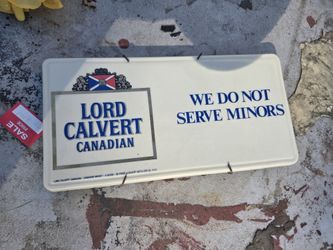 LORD
CALVERT
CANADIAN
WE DO NOT
SERVE MINORS
SALE